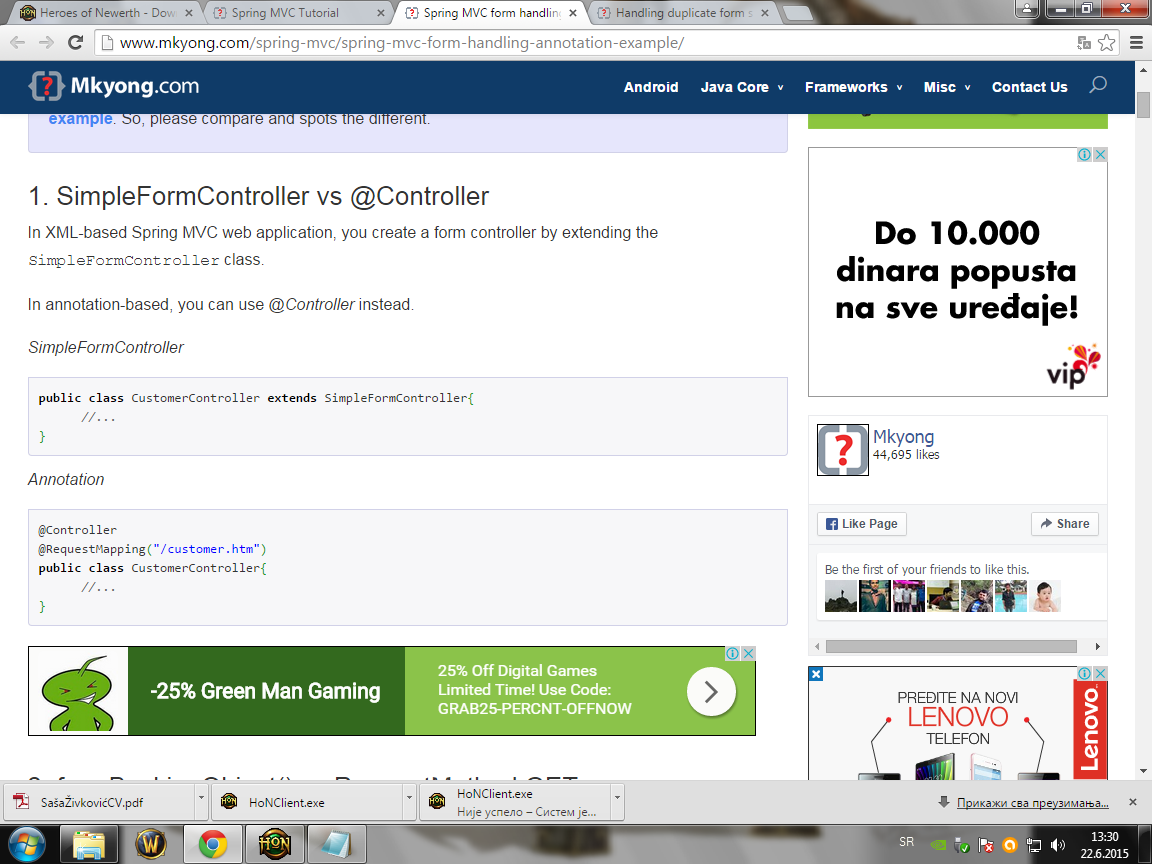 Heroes of Newerth - Dow
Spring MVC Tutorial
Spring MVC form handlin
Handling duplicate form s
www.mkyong.com/spring-mvc/spring-mvc-form-handling-annotation-example/
Mkyong.com
Android
Java Core
Frameworks
Misc
Contact Us
example. So, please compare and spots the different.
1. SimpleFormController vs @Controller
In XML-based Spring MVC web application, you create a form controller by extending the
SimpleFormController class.
In annotation-based, you can use @Controller instead.
SimpleFormController
public class CustomerController extends SimpleFormController{
//...
}
Annotation
@Controller
@RequestMapping("/customer.htm")
public class CustomerController{
//...
}
-25% Green Man Gaming
25% Off Digital Games
Limited Time! Use Code:
GRAB25-PERCNT-OFFNOW
Do 10.000
dinara popusta
na sve uređaje!
vip
Mkyong
44,695 likes
Like Page
Share
Be the first of your friends to like this.
PREĐITE NA NOVI
LENOVO
TELEFON
Lenovo.
SašaŽivkovićCV.pdf
HoNClient.exe
HoNClient.exe
Није успело – Систем је...
Прикажи сва преузимања...
HON
SR
13:30
22.6.2015